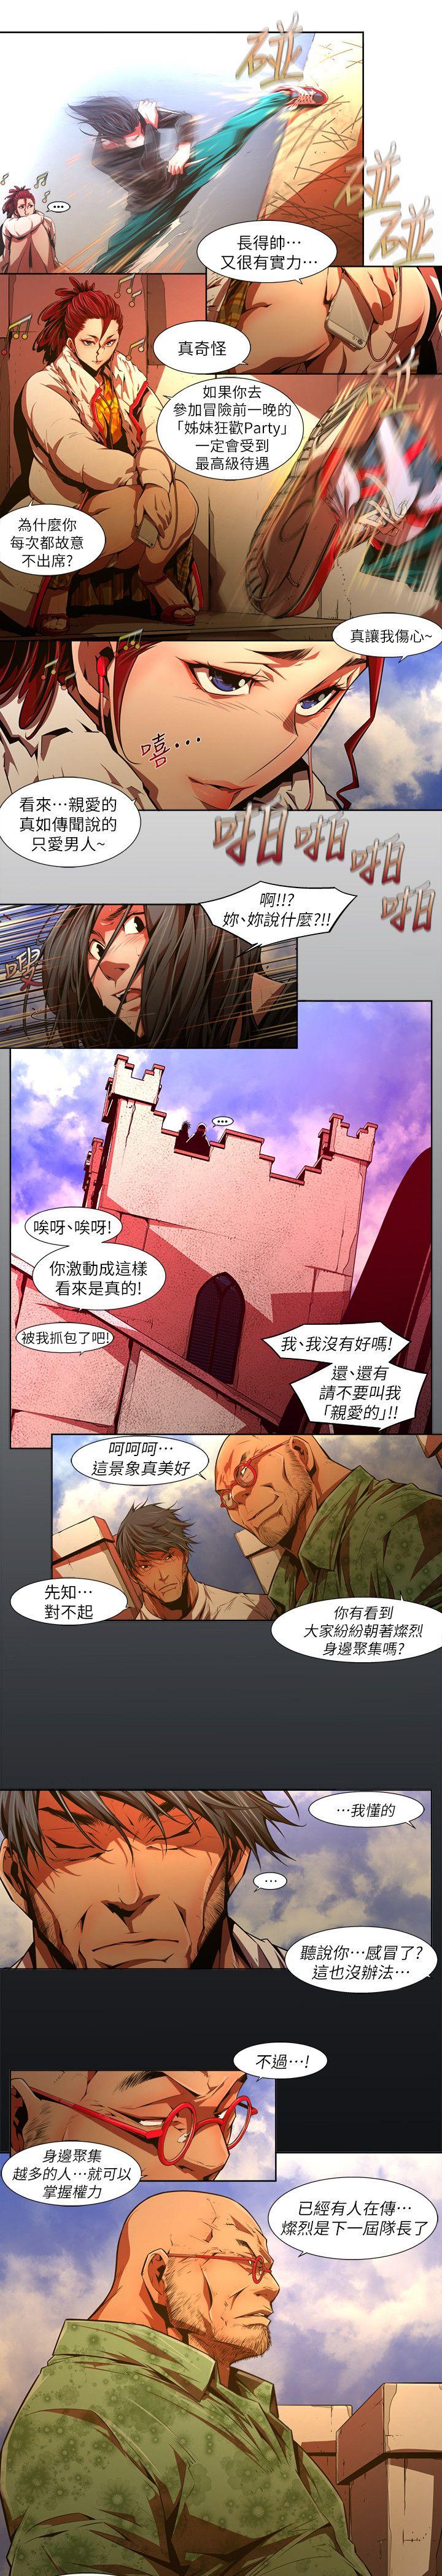 碰
碰
碰
…
長得帥…
又很有實力…
真奇怪
如果你去
參加冒險前一晚的
「姊妹狂歡Party」
一定會受到
最高級待遇
為什麼你
每次都故意
不出席?
真讓我傷心~
嘻…
看來…親愛的
真如傳聞說的
只愛男人~
啪
啪
啪
啪
啊!!?
妳、妳說什麼?!!
…
唉呀、唉呀!
你激動成這樣
看來是真的!
被我抓包了吧!
我、我沒有好嗎!
還、還有
請不要叫我
「親愛的」!!
呵呵呵…
這景象真美好
先知…
對不起
你有看到
大家紛紛朝著燦烈
身邊聚集嗎?
…我懂的
…
聽說你…感冒了?
這也沒辦法…
不過…!
身邊聚集
越多的人…就可以
掌握權力
已經有人在傳…
燦烈是下一屆隊長了